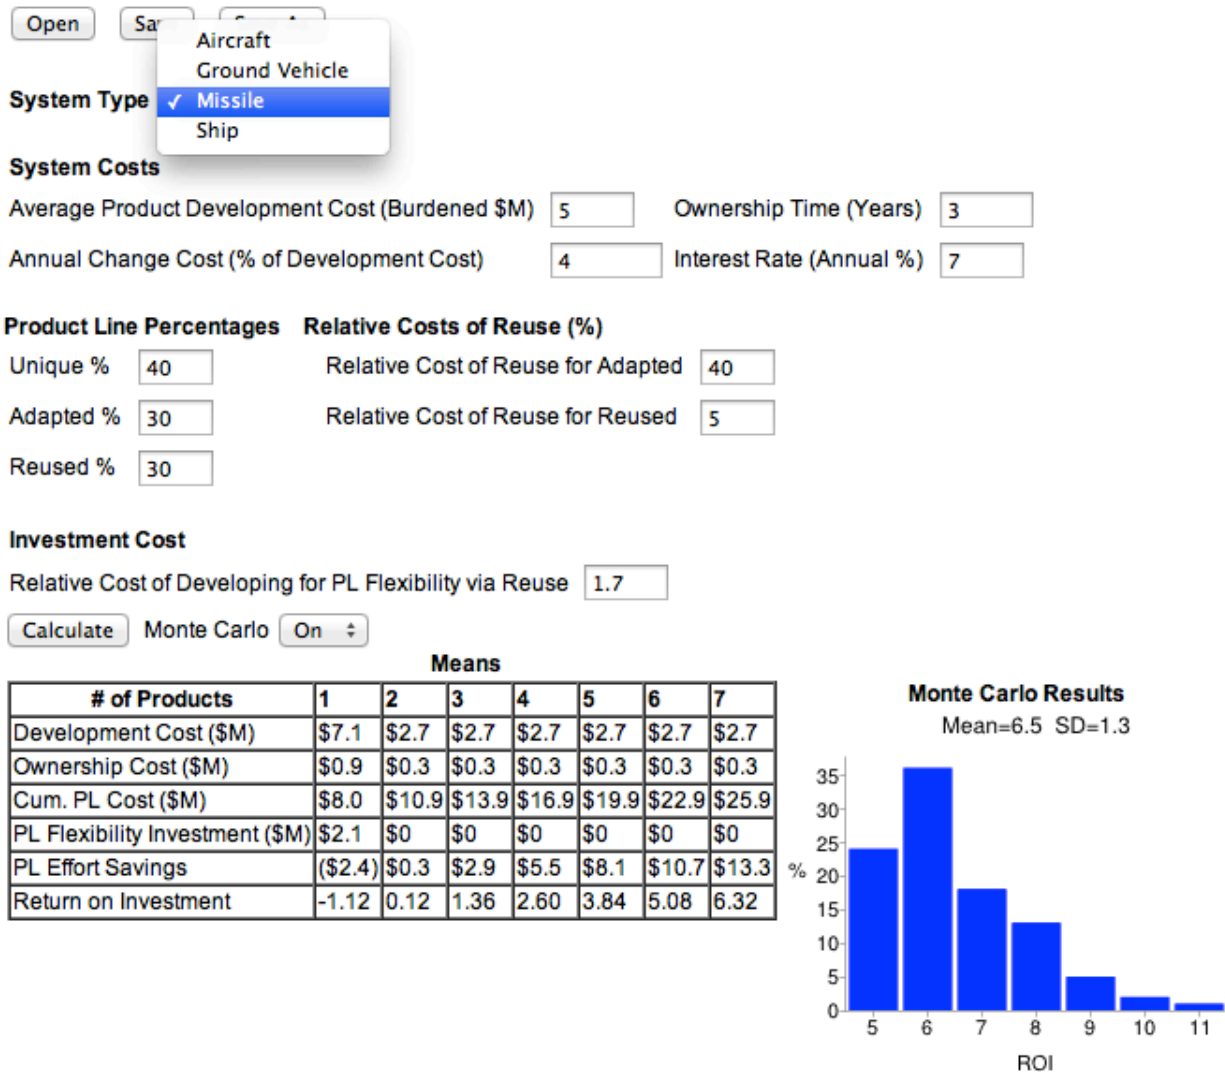 Open
Aircraft
Ground Vehicle
System Type ✓ Missile
Ship
System Costs
Average Product Development Cost (Burdened $M) 5 Ownership Time (Years) 3
Annual Change Cost (% of Development Cost) 4 Interest Rate (Annual %) 7
Product Line Percentages Relative Costs of Reuse (%)
Unique % 40 Relative Cost of Reuse for Adapted 40
Adapted % 30 Relative Cost of Reuse for Reused 5
Reused % 30
Investment Cost
Relative Cost of Developing for PL Flexibility via Reuse 1.7
Calculate Monte Carlo On
Means
# of Products 1 2 3 4 5 6 7
Development Cost ($M) $7.1 $2.7 $2.7 $2.7 $2.7 $2.7 $2.7
Ownership Cost ($M) $0.9 $0.3 $0.3 $0.3 $0.3 $0.3 $0.3
Cum. PL Cost ($M) $8.0 $10.9 $13.9 $16.9 $19.9 $22.9 $25.9
PL Flexibility Investment ($M) $2.1 $0 $0 $0 $0 $0 $0
PL Effort Savings ($2.4) $0.3 $2.9 $5.5 $8.1 $10.7 $13.3
Return on Investment -1.12 0.12 1.36 2.60 3.84 5.08 6.32
Monte Carlo Results
Mean=6.5 SD=1.3
35
30
25
% 20
15
10
5
0
5 6 7 8 9 10 11
ROI